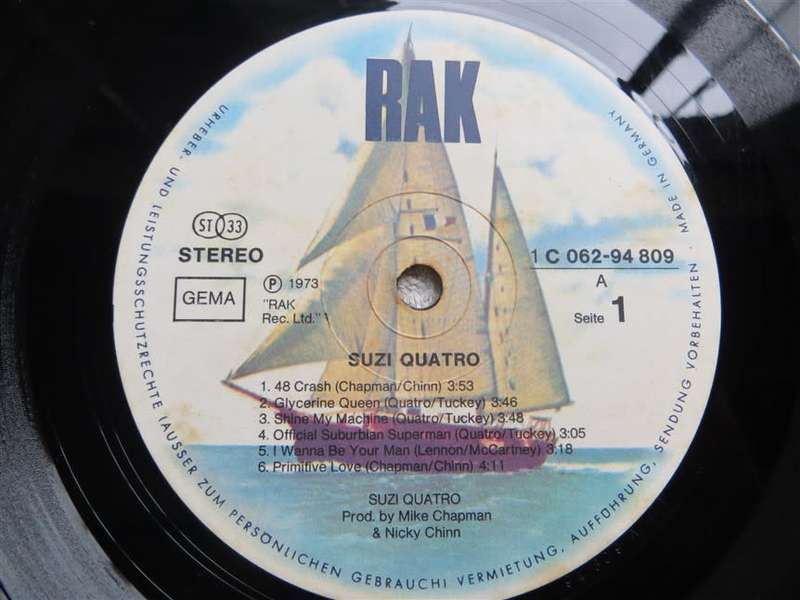 RAK
ST 33
STEREO
GEMA
℗ 1973
"RAK
Rec. Ltd."
1 C 062-94 809
A
Seite 1
SUZI QUATRO
1. 48 Crash (Chapman/Chinn) 3:53
2. Glycerine Queen (Quatro/Tuckey) 3:46
3. Shine My Machine (Quatro/Tuckey) 3:48
4. Official Suburbian Superman (Quatro/Tuckey) 3:05
5. I Wanna Be Your Man (Lennon/McCartney) 3:18
6. Primitive Love (Chapman/Chinn) 4:11
SUZI QUATRO
Prod. by Mike Chapman
& Nicky Chinn
URHEBER- UND LEISTUNGSSCHUTZRECHTE (AUSSER ZUM PERSÖNLICHEN GEBRAUCH) VERMIETUNG, AUFFÜHRUNG, SENDUNG VORBEHALTEN · MADE IN GERMANY